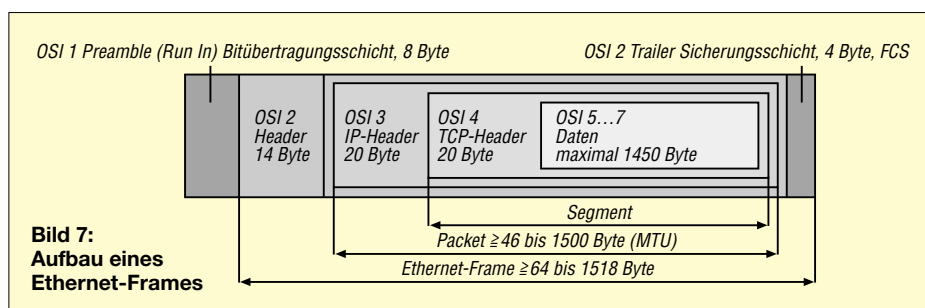 OSI 1 Preamble (Run In) Bitübertragungsschicht, 8 Byte
OSI 2 Trailer Sicherungsschicht, 4 Byte, FCS
OSI 2
Header
14 Byte
OSI 3
IP-Header
20 Byte
OSI 4
TCP-Header
20 Byte
OSI 5…7
Daten
maximal 1450 Byte
Segment
Packet ≧46 bis 1500 Byte (MTU)
Ethernet-Frame ≧64 bis 1518 Byte
Bild 7:
Aufbau eines
Ethernet-Frames